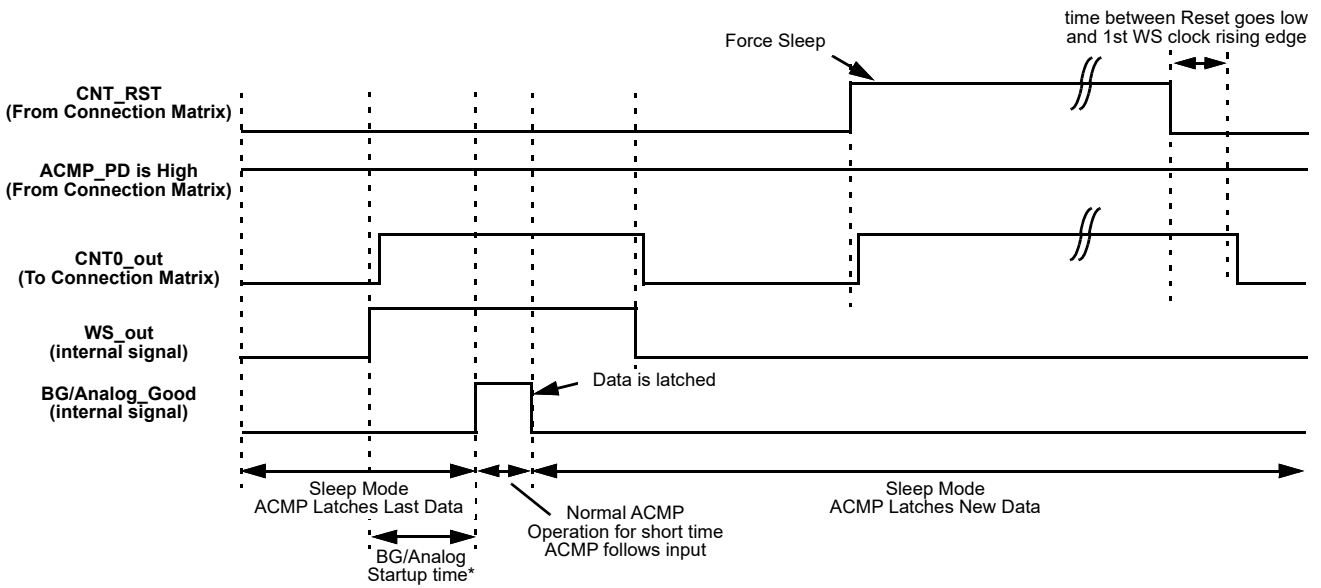 time between Reset goes low
and 1st WS clock rising edge
Force Sleep
CNT_RST
(From Connection Matrix)
ACMP_PD is High
(From Connection Matrix)
CNT0_out
(To Connection Matrix)
WS_out
(internal signal)
BG/Analog_Good
(internal signal)
Data is latched
Sleep Mode
ACMP Latches Last Data
Normal ACMP
Operation for short time
ACMP follows input
Sleep Mode
ACMP Latches New Data
BG/Analog
Startup time*